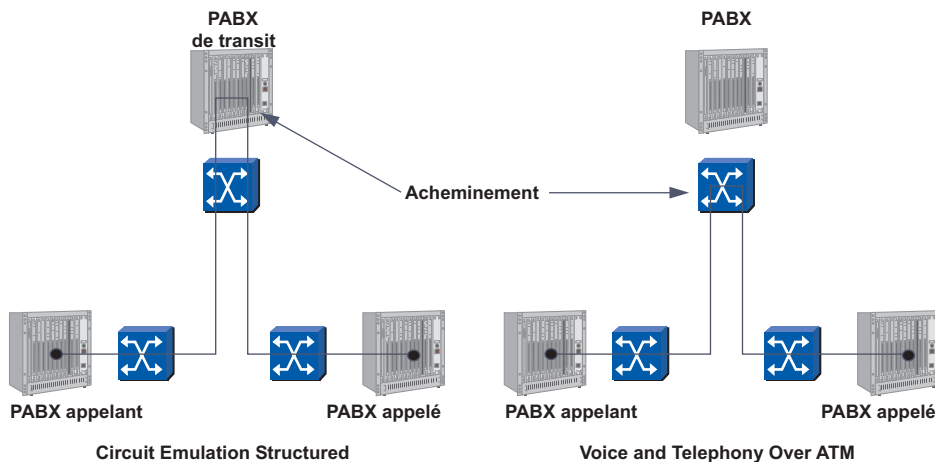 PABX
de transit
PABX
Acheminement
PABX appelant
PABX appelé
PABX appelant
PABX appelé
Circuit Emulation Structured
Voice and Telephony Over ATM